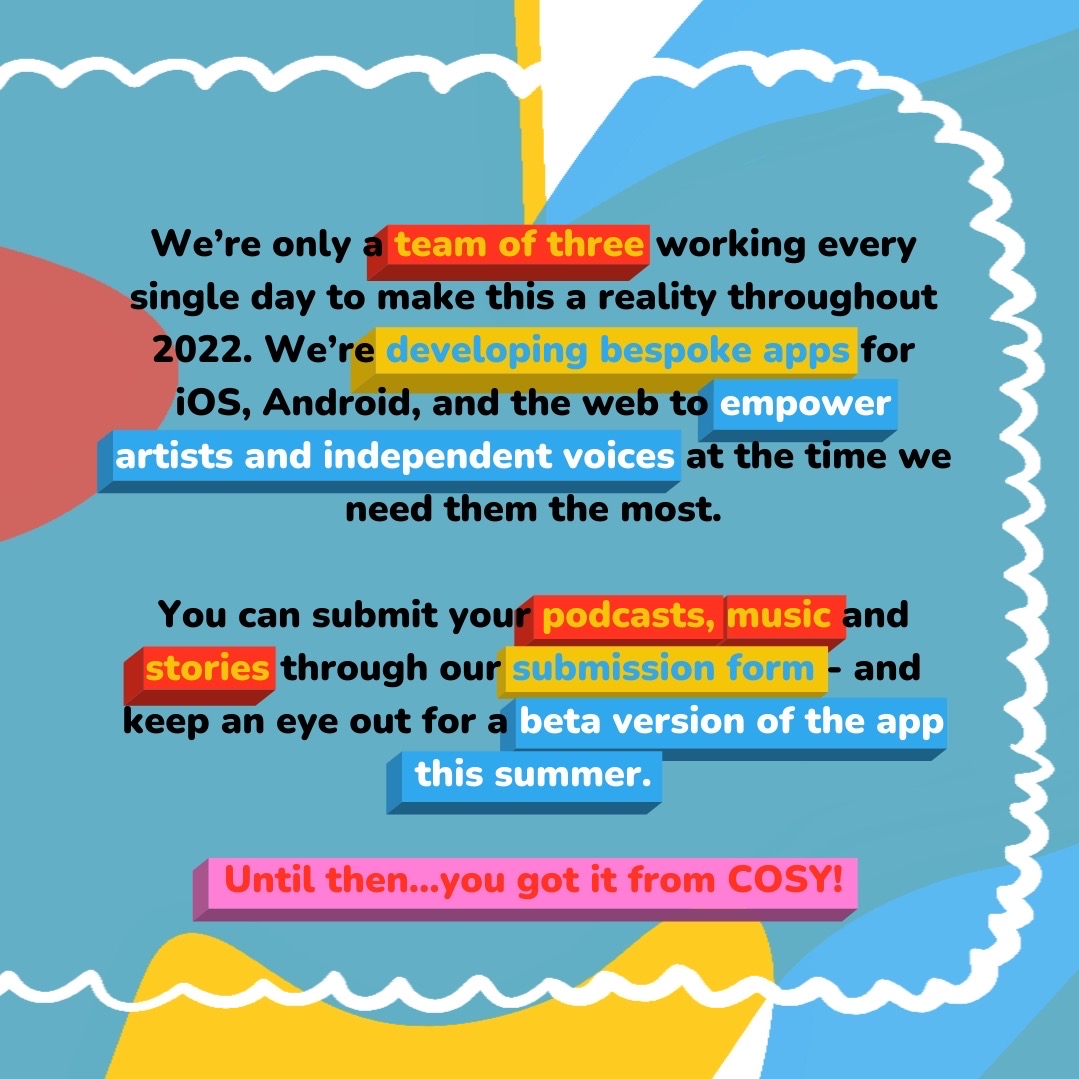 We’re only a team of three working every
single day to make this a reality throughout
2022. We’re developing bespoke apps for
iOS, Android, and the web to empower
artists and independent voices at the time we
need them the most.
You can submit your podcasts, music and
stories through our submission form - and
keep an eye out for a beta version of the app
this summer.
Until then...you got it from COSY!